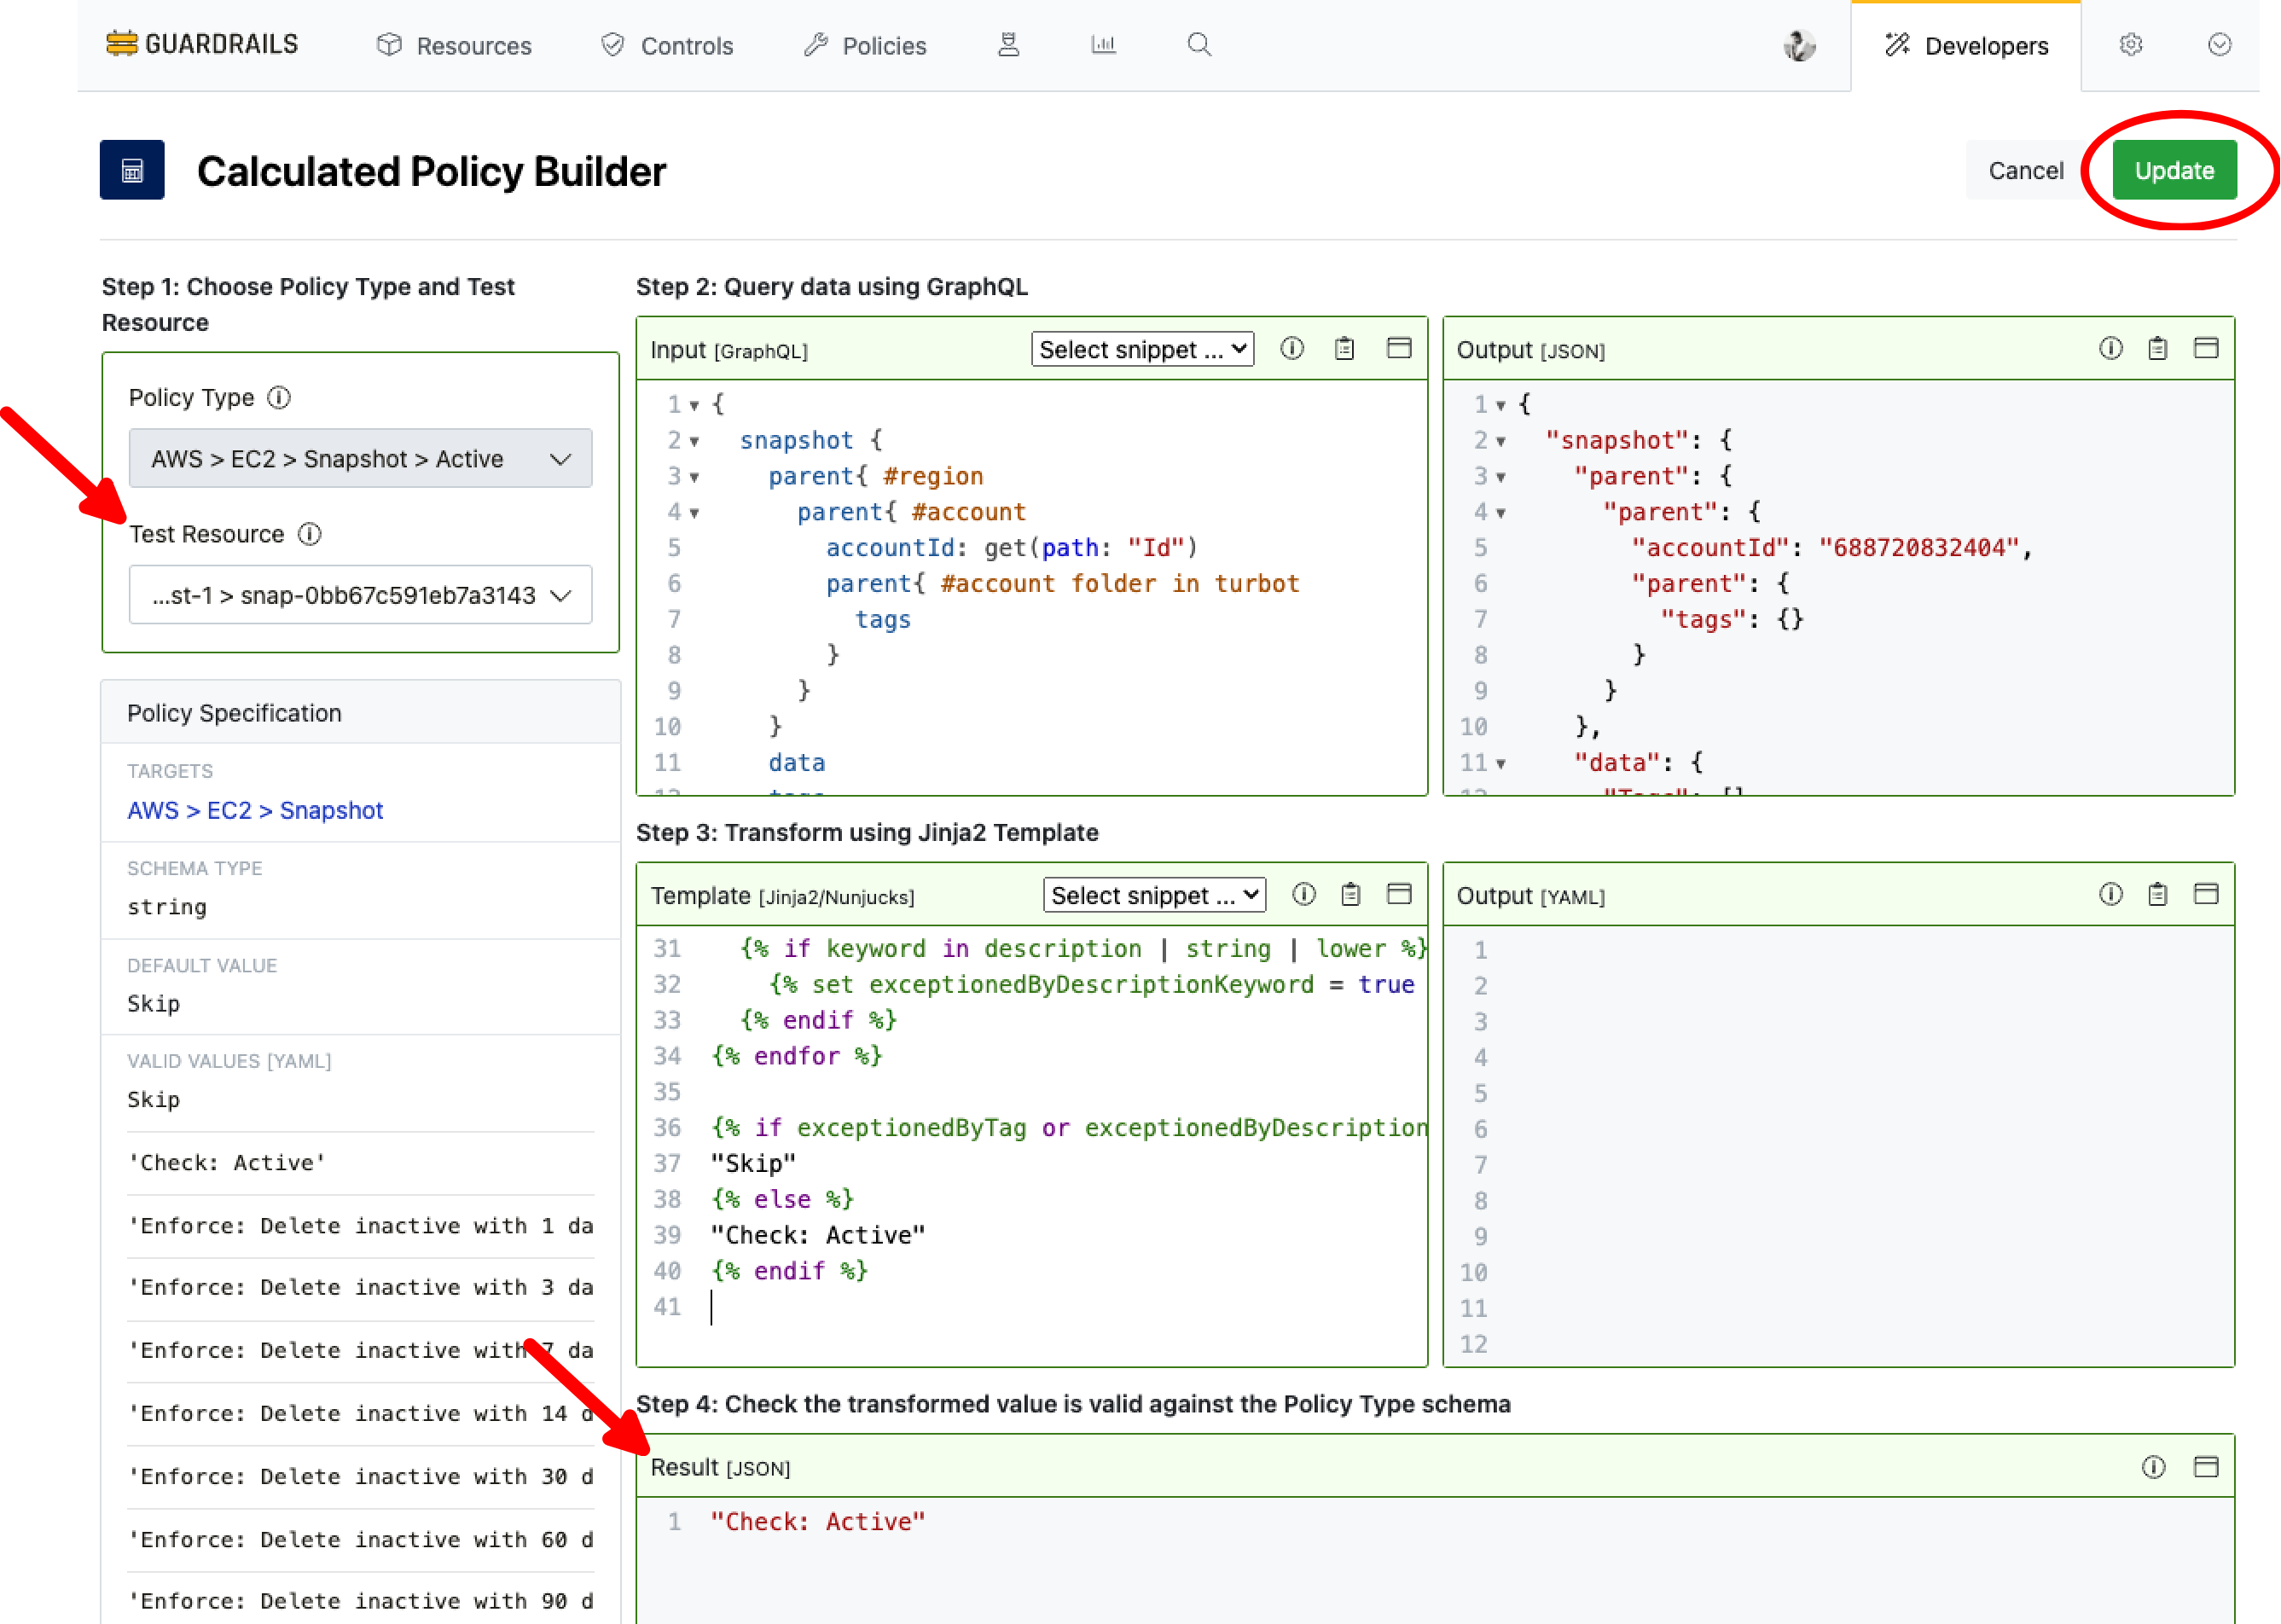 GUARDRAILS
Resources
Controls
Policies
Developers
Calculated Policy Builder
Cancel
Update
Step 1: Choose Policy Type and Test
Resource
Policy Type
AWS > EC2 > Snapshot > Active
Test Resource
...st-1 > snap-0bb67c591eb7a3143
Policy Specification
TARGETS
AWS > EC2 > Snapshot
SCHEMA TYPE
string
DEFAULT VALUE
Skip
VALID VALUES [YAML]
Skip
'Check: Active'
'Enforce: Delete inactive with 1 da
'Enforce: Delete inactive with 3 da
'Enforce: Delete inactive with 7 da
'Enforce: Delete inactive with 14 d
'Enforce: Delete inactive with 30 d
'Enforce: Delete inactive with 60 d
'Enforce: Delete inactive with 90 d
Step 2: Query data using GraphQL
Input [GraphQL]
Select snippet ...
1 {
2 snapshot {
3 parent{ #region
4 parent{ #account
5 accountId: get(path: "Id")
6 parent{ #account folder in turbot
7 tags
8 }
9 }
10 }
11 data
12 tags
Output [JSON]
1 {
2 "snapshot": {
3 "parent": {
4 "parent": {
5 "accountId": "688720832404",
6 "parent": {
7 "tags": {}
8 }
9 }
10 },
11 "data": {
12 "Tags": []
Step 3: Transform using Jinja2 Template
Template [Jinja2/Nunjucks]
Select snippet ...
31 {% if keyword in description | string | lower %}
32 {% set exceptionedByDescriptionKeyword = true
33 {% endif %}
34 {% endfor %}
35
36 {% if exceptionedByTag or exceptionedByDescription
37 "Skip"
38 {% else %}
39 "Check: Active"
40 {% endif %}
41
Output [YAML]
1
2
3
4
5
6
7
8
9
10
11
12
Step 4: Check the transformed value is valid against the Policy Type schema
Result [JSON]
1 "Check: Active"